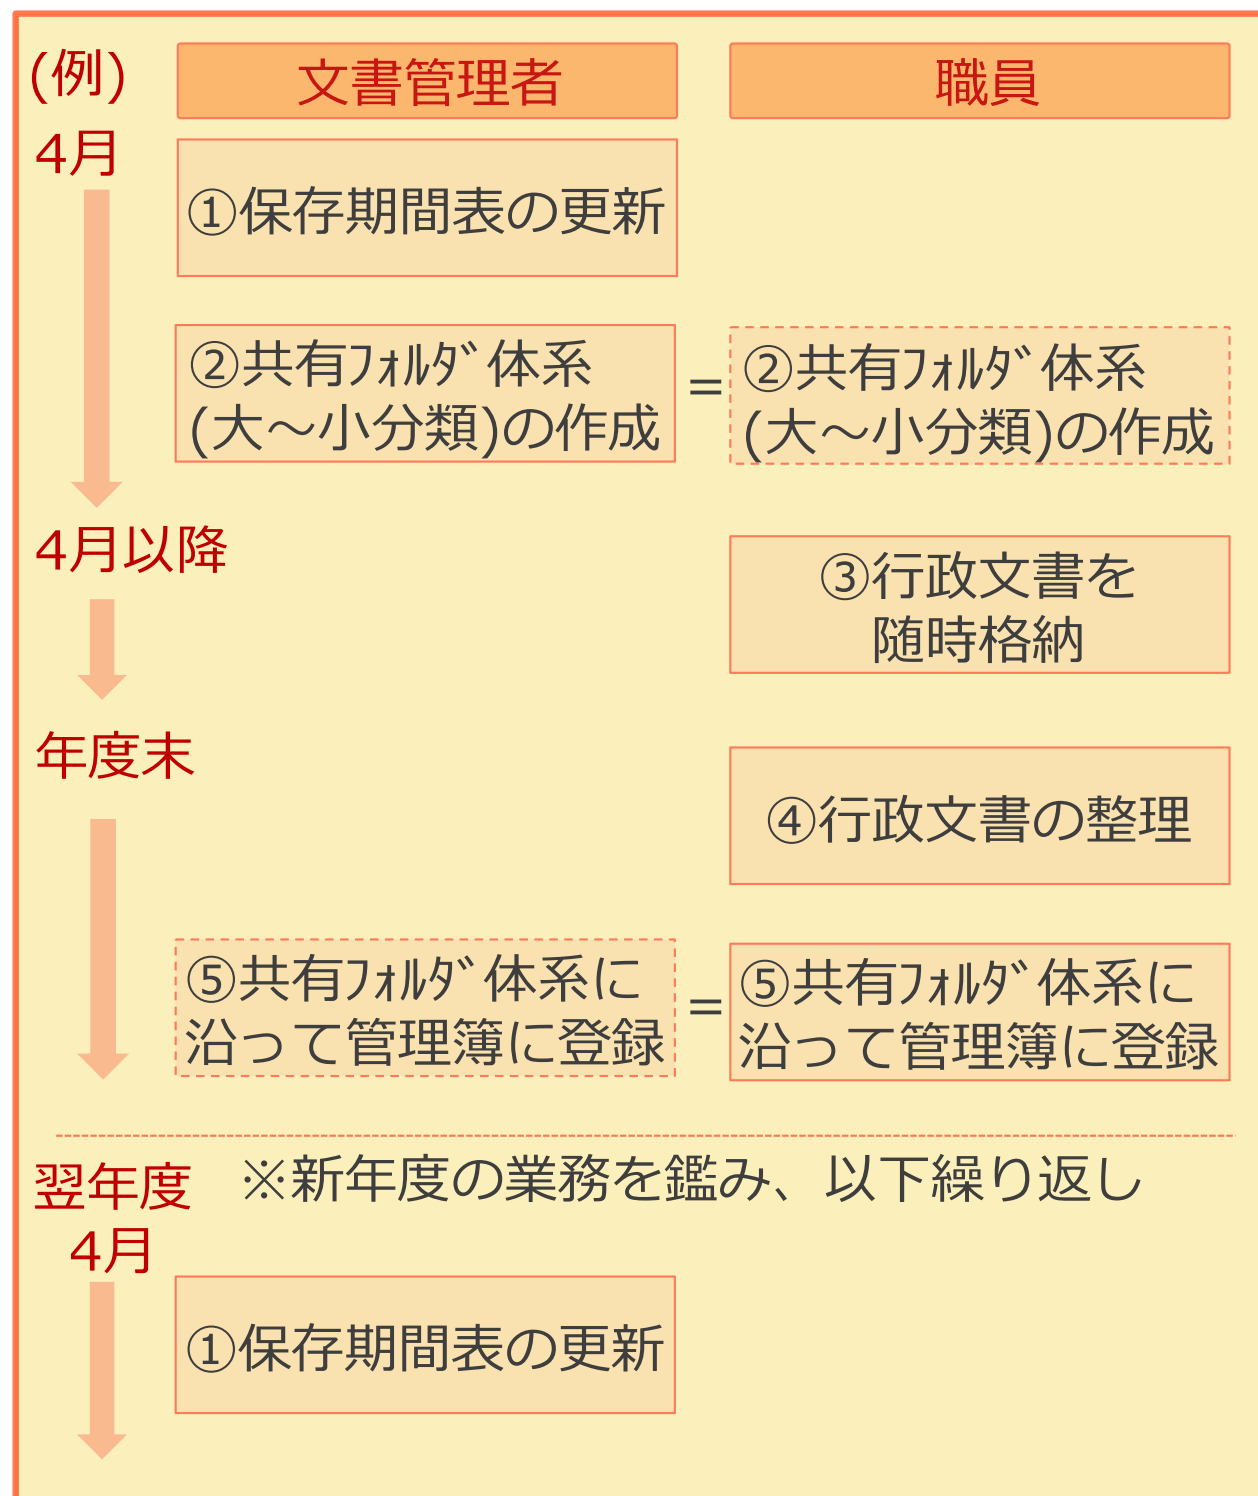 (例)
文書管理者
職員
4月
①保存期間表の更新
②共有ﾌｫﾙﾀﾞ体系
(大～小分類)の作成
=
②共有ﾌｫﾙﾀﾞ体系
(大～小分類)の作成
4月以降
③行政文書を
随時格納
年度末
④行政文書の整理
⑤共有ﾌｫﾙﾀﾞ体系に
沿って管理簿に登録
=
⑤共有ﾌｫﾙﾀﾞ体系に
沿って管理簿に登録
翌年度
4月
※新年度の業務を鑑み、以下繰り返し
①保存期間表の更新